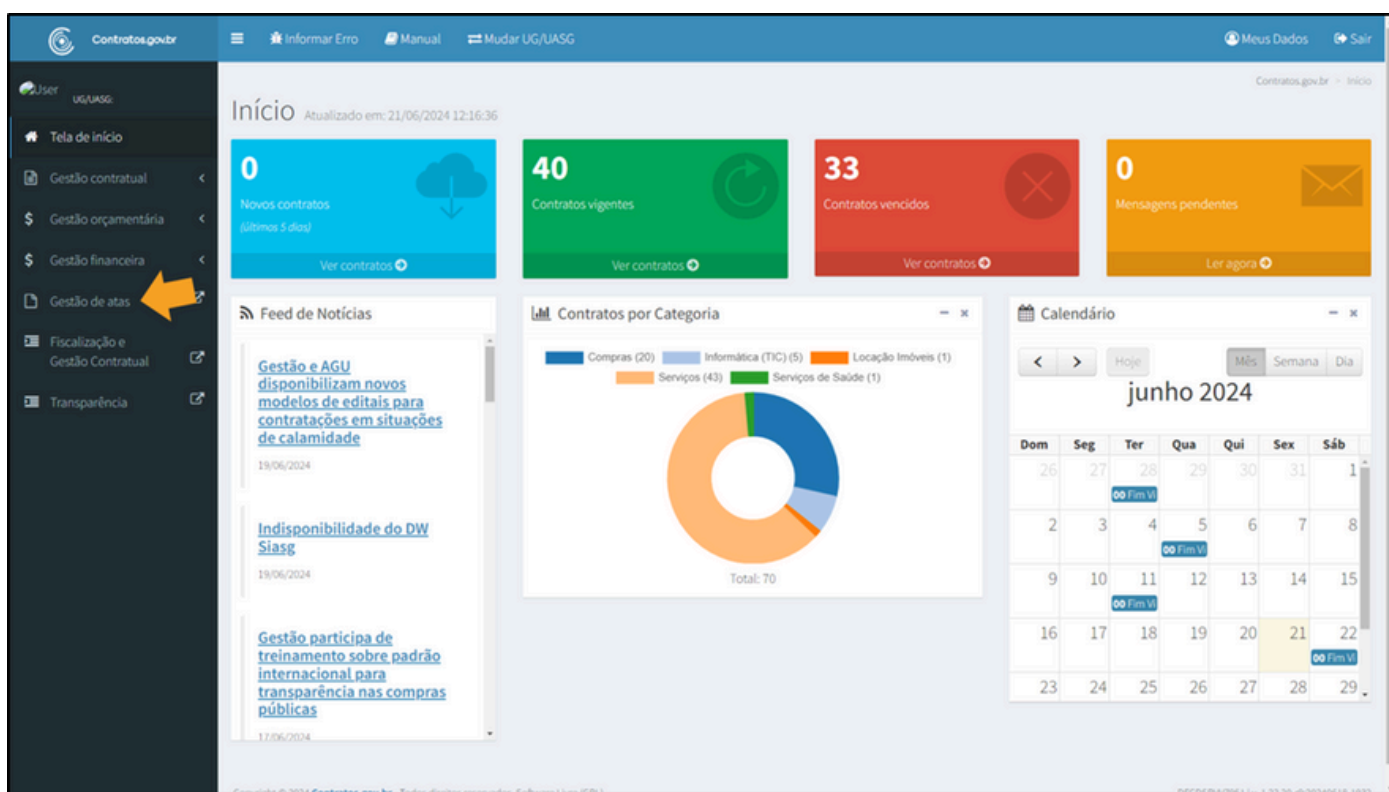 Contratos.gov.br
Informar Erro
Manual
Mudar UG/UASG
Meus Dados
Sair
User
UG/UASG:
Tela de início
Gestão contratual
Gestão orçamentária
Gestão financeira
Gestão de atas
Fiscalização e
Gestão Contratual
Transparência
Contratos.gov.br > Início
Início Atualizado em: 21/06/2024 12:16:36
0
Novos contratos
(últimos 5 dias)
Ver contratos
40
Contratos vigentes
Ver contratos
33
Contratos vencidos
Ver contratos
0
Mensagens pendentes
Ler agora
Feed de Notícias
Gestão e AGU
disponibilizam novos
modelos de editais para
contratações em situações
de calamidade
19/06/2024
Indisponibilidade do DW
Siasg
19/06/2024
Gestão participa de
treinamento sobre padrão
internacional para
transparência nas compras
públicas
17/06/2024
Contratos por Categoria
Compras (20) Informática (TIC) (5) Locação Imóveis (1)
Serviços (43) Serviços de Saúde (1)
Total: 70
Calendário
Hoje
Mês Semana Dia
junho 2024
Dom Seg Ter Qua Qui Sex Sáb
26 27 28 29 30 31 1
00 Fim Vi
2 3 4 5 6 7 8
00 Fim Vi
9 10 11 12 13 14 15
00 Fim Vi
16 17 18 19 20 21 22
00 Fim Vi
23 24 25 26 27 28 29